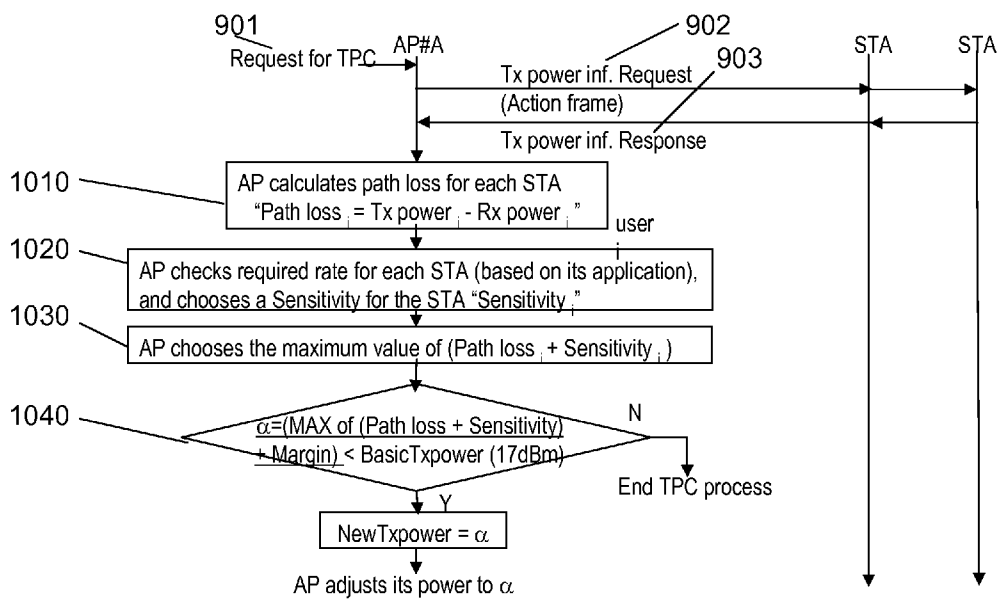 901
902
Request for TPC
AP#A
903
STA
STA
Tx power inf. Request
(Action frame)
Tx power inf. Response
1010
AP calculates path loss for each STA
“Path loss i = Tx power i - Rx power i ”
user
i
1020
AP checks required rate for each STA (based on its application),
and chooses a Sensitivity for the STA “Sensitivity i”
1030
AP chooses the maximum value of (Path loss i + Sensitivity i )
1040
N
α=(MAX of (Path loss + Sensitivity)
+ Margin) < BasicTxpower (17dBm)
End TPC process
Y
NewTxpower = α
AP adjusts its power to α